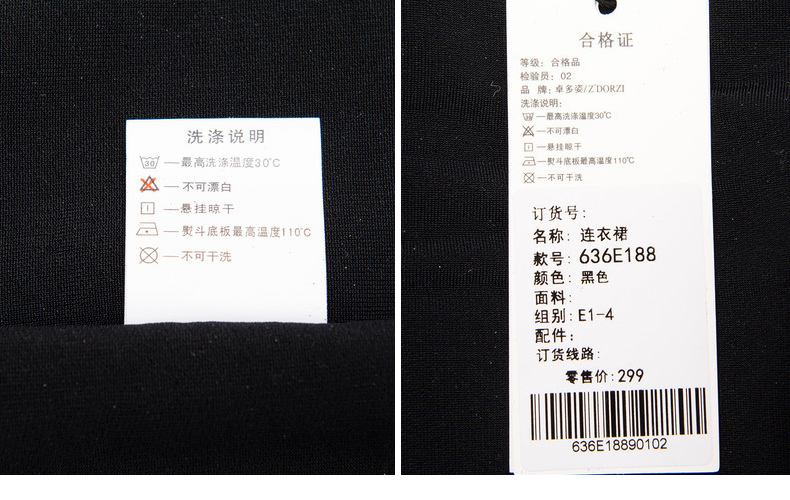 洗涤说明
30 —最高洗涤温度30℃
—不可漂白
—悬挂晾干
—熨斗底板最高温度110℃
—不可干洗
合格证
等级：合格品
检验员：02
品 牌：卓多姿/Z'DORZI
洗涤说明：
—最高洗涤温度30℃
—不可漂白
—悬挂晾干
—熨斗底板最高温度110℃
—不可干洗
订货号：
名称：连衣裙
款号：636E188
颜色：黑色
面料：
组别：E1-4
配件：
订货线路：
零售价：299
636E18890102